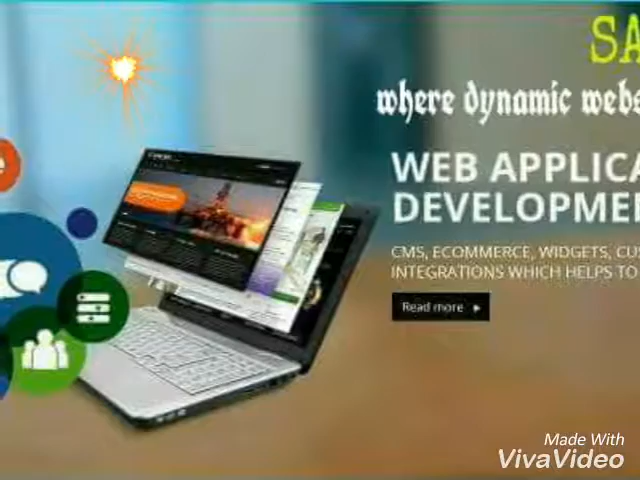 SA
where dynamic webs
WEB APPLICA
DEVELOPMEN
CMS, ECOMMERCE, WIDGETS, CUS
INTEGRATIONS WHICH HELPS TO
Read more
Made With
VivaVideo